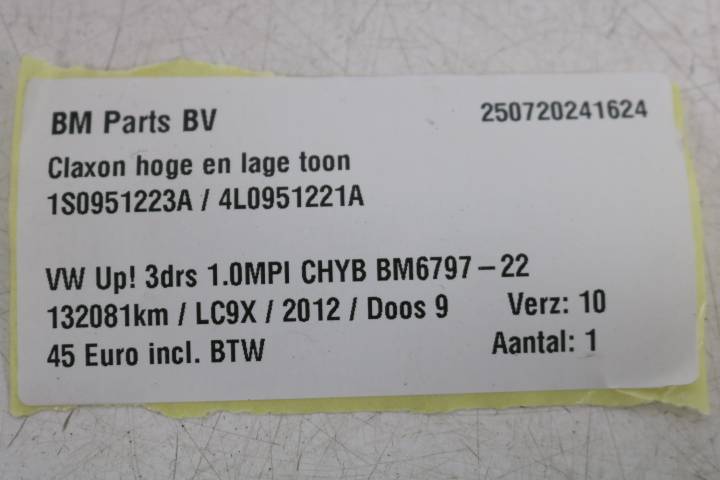 BM Parts BV 250720241624
Claxon hoge en lage toon
1S0951223A / 4L0951221A
VW Up! 3drs 1.0MPI CHYB BM6797-22
132081km / LC9X / 2012 / Doos 9 Verz: 10
45 Euro incl. BTW Aantal: 1